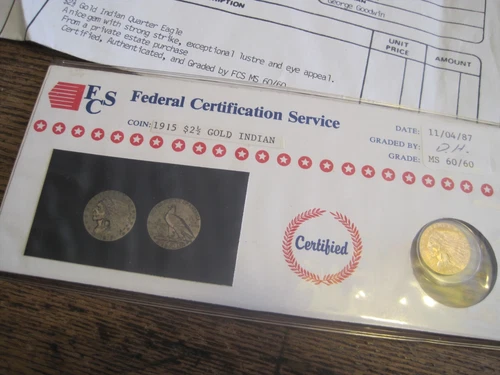 George Goodwin
DESCRIPTION
$2½ Gold Indian Quarter Eagle
A nice gem with strong strike, exceptional lustre and eye appeal.
From a private estate purchase
Certified, Authenticated, and Graded by FCS MS 60/60
UNIT
PRICE
AMOUNT
FCS
Federal Certification Service
COIN: 1915 $2½ GOLD INDIAN
DATE: 11/04/87
GRADED BY: D.H.
GRADE: MS 60/60
Certified